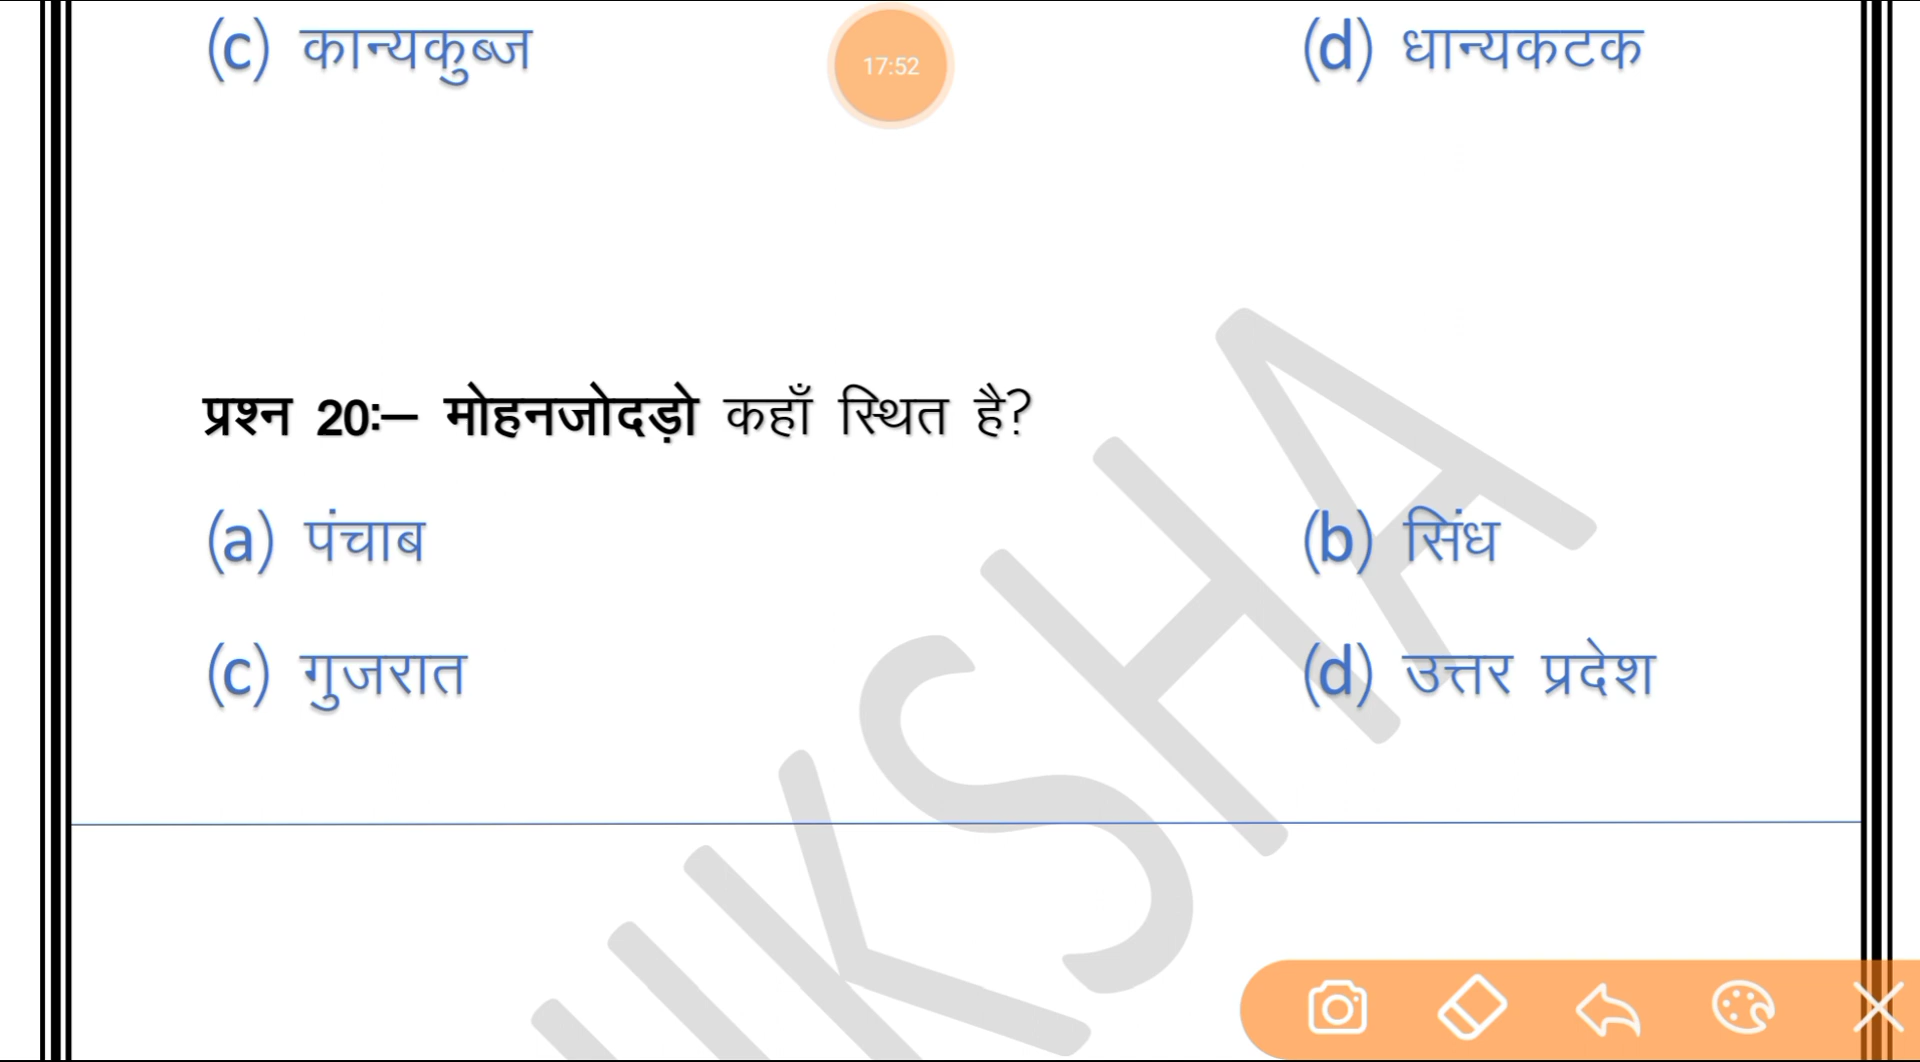 (c) कान्यकुब्ज (d) धान्यकटक
17:52
प्रश्न 20:– मोहनजोदड़ो कहाँ स्थित है?
(a) पंचाब (b) सिंध
(c) गुजरात (d) उत्तर प्रदेश
IKSHA